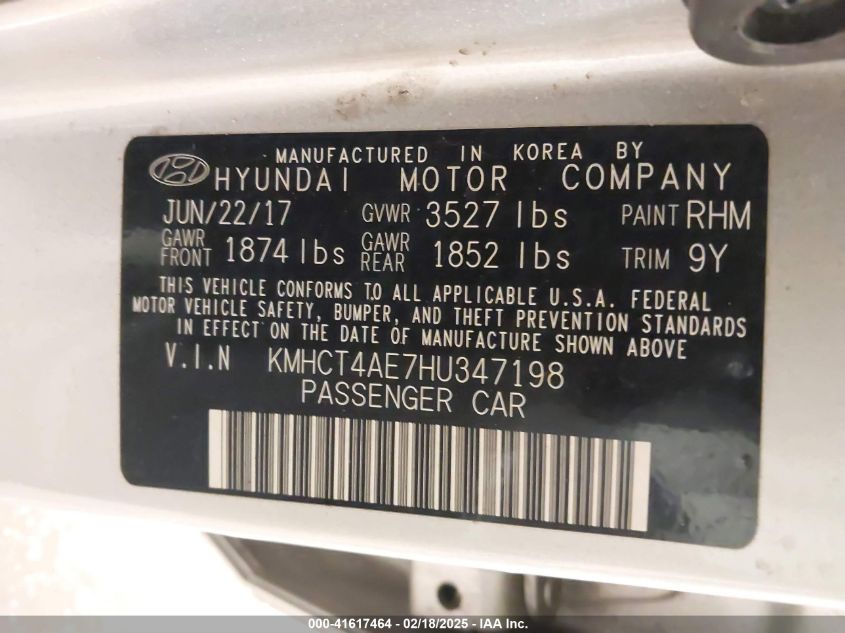 MANUFACTURED IN KOREA BY
HYUNDAI MOTOR COMPANY
JUN/22/17 GVWR 3527 lbs PAINT RHM
GAWR FRONT 1874 lbs GAWR REAR 1852 lbs TRIM 9Y
THIS VEHICLE CONFORMS TO ALL APPLICABLE U.S.A. FEDERAL
MOTOR VEHICLE SAFETY, BUMPER, AND THEFT PREVENTION STANDARDS
IN EFFECT ON THE DATE OF MANUFACTURE SHOWN ABOVE
V.I.N KMHCT4AE7HU347198
PASSENGER CAR
000-41617464 - 02/18/2025 - IAA Inc.